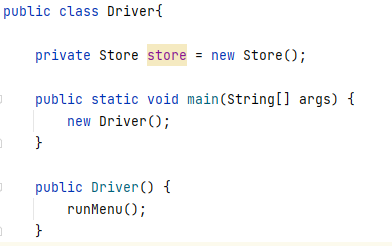 public class Driver{
private Store store = new Store();
public static void main(String[] args) {
new Driver();
}
public Driver() {
runMenu();
}